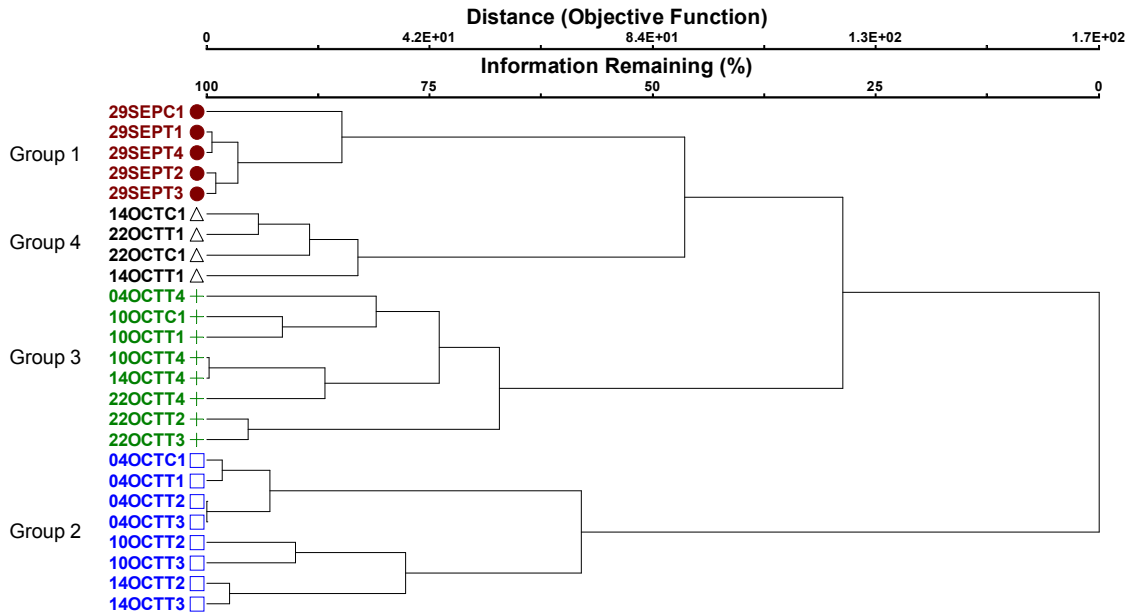 Distance (Objective Function)
0 4.2E+01 8.4E+01 1.3E+02 1.7E+02
Information Remaining (%)
100 75 50 25 0
29SEPC1
29SEPT1
Group 1
29SEPT4
29SEPT2
29SEPT3
14OCTC1
22OCTT1
Group 4
22OCTC1
14OCTT1
04OCTT4
10OCTC1
10OCTT1
Group 3
10OCTT4
14OCTT4
22OCTT4
22OCTT2
22OCTT3
04OCTC1
04OCTT1
04OCTT2
04OCTT3
Group 2
10OCTT2
10OCTT3
14OCTT2
14OCTT3